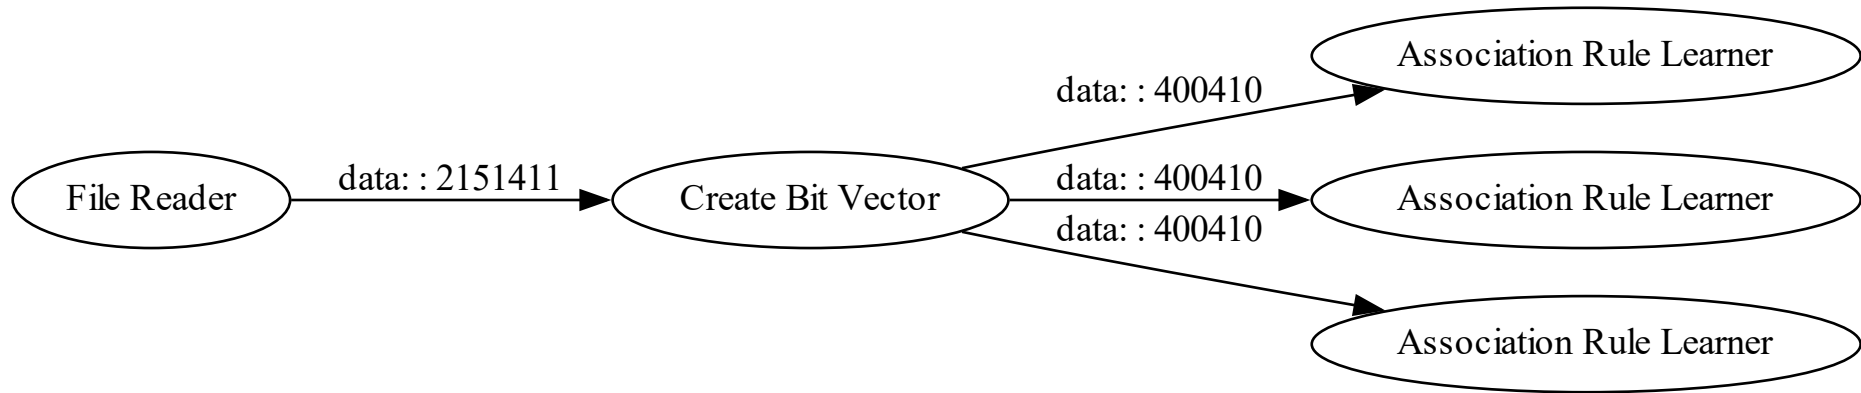 Association Rule Learner
data: : 400410
File Reader
data: : 2151411
Create Bit Vector
data: : 400410
Association Rule Learner
data: : 400410
Association Rule Learner